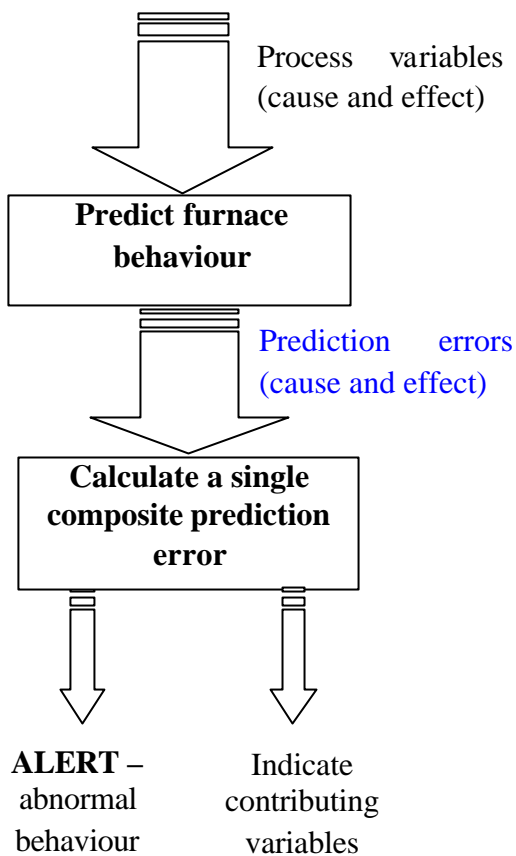 Process variables
(cause and effect)
Predict furnace
behaviour
Prediction errors
(cause and effect)
Calculate a single
composite prediction
error
ALERT –
abnormal
behaviour
Indicate
contributing
variables